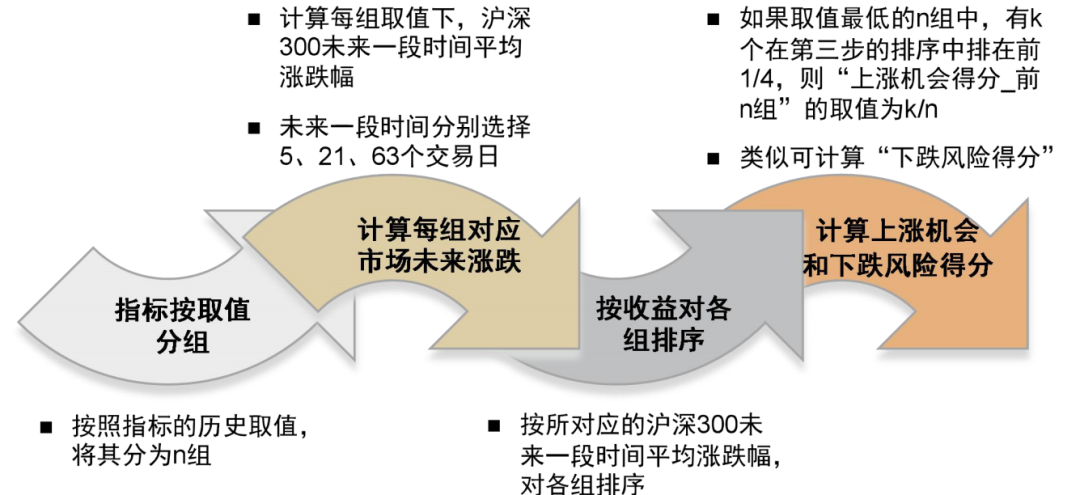 ■ 计算每组取值下，沪深
300未来一段时间平均
涨跌幅
■ 未来一段时间分别选择
5、21、63个交易日
■ 如果取值最低的n组中，有k
个在第三步的排序中排在前
1/4，则“上涨机会得分_前
n组”的取值为k/n
■ 类似可计算“下跌风险得分”
指标按取值
分组
计算每组对应
市场未来涨跌
按收益对各
组排序
计算上涨机会
和下跌风险得分
■ 按照指标的历史取值，
将其分为n组
■ 按所对应的沪深300未
来一段时间平均涨跌幅，
对各组排序